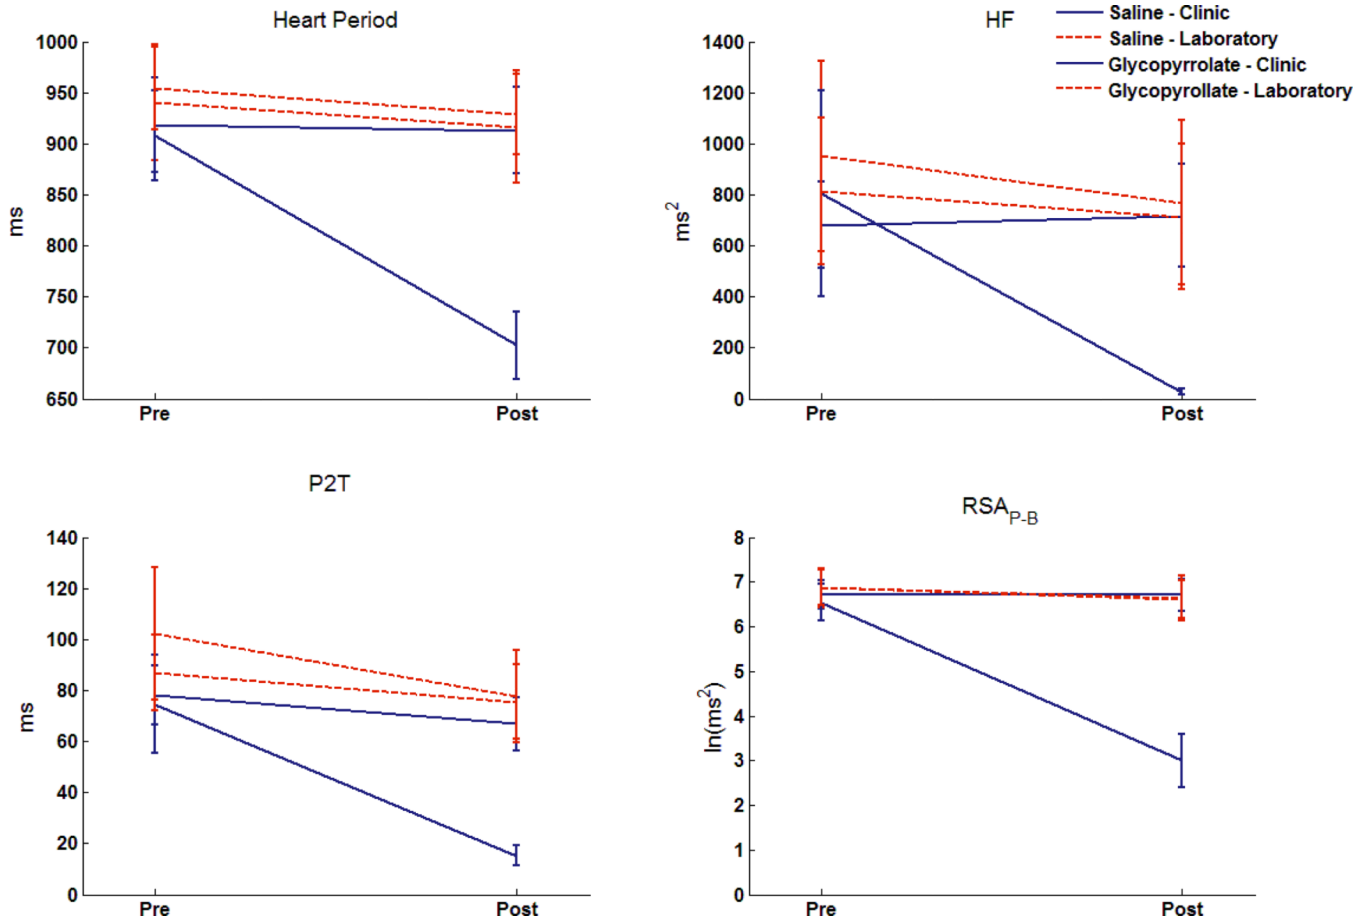 Heart Period
1000
950
900
850
800
750
700
650
ms
Pre
Post
HF
Saline - Clinic
Saline - Laboratory
Glycopyrrolate - Clinic
Glycopyrollate - Laboratory
1400
1200
1000
800
600
400
200
0
ms²
Pre
Post
P2T
140
120
100
80
60
40
20
0
ms
Pre
Post
RSA_P-B
8
7
6
5
4
3
2
1
0
ln(ms²)
Pre
Post